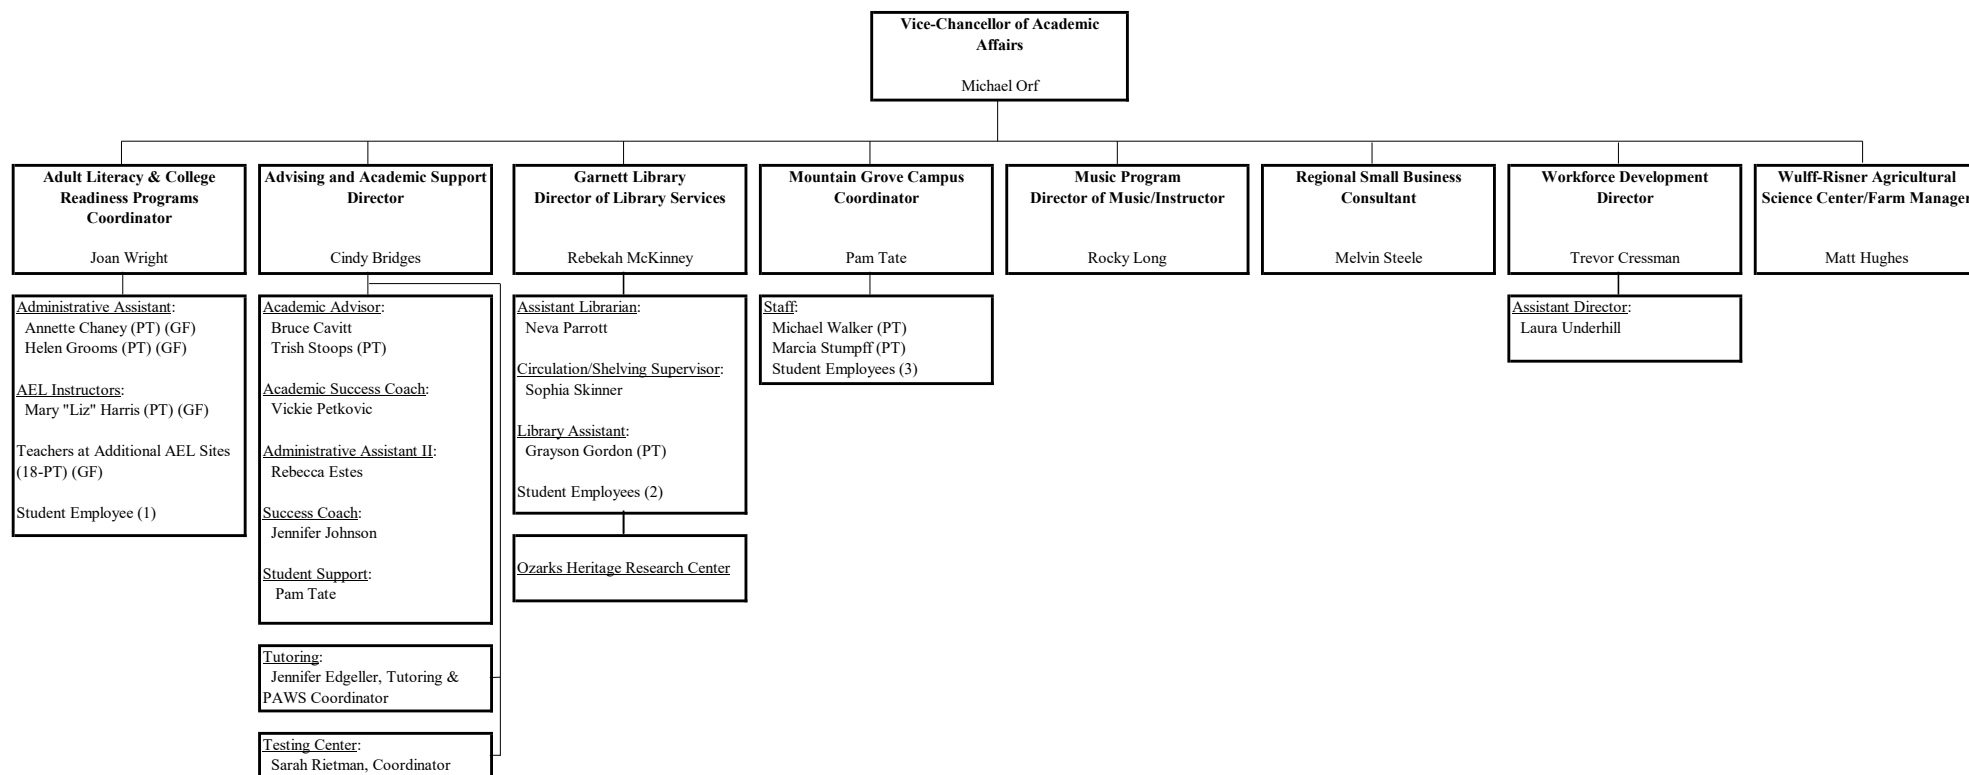 Vice-Chancellor of Academic
Affairs
Michael Orf
Adult Literacy & College
Readiness Programs
Coordinator
Joan Wright
Advising and Academic Support
Director
Cindy Bridges
Garnett Library
Director of Library Services
Rebekah McKinney
Mountain Grove Campus
Coordinator
Pam Tate
Music Program
Director of Music/Instructor
Rocky Long
Regional Small Business
Consultant
Melvin Steele
Workforce Development
Director
Trevor Cressman
Wulff-Risner Agricultural
Science Center/Farm Manager
Matt Hughes
Administrative Assistant:
Annette Chaney (PT) (GF)
Helen Grooms (PT) (GF)
AEL Instructors:
Mary "Liz" Harris (PT) (GF)
Teachers at Additional AEL Sites
(18-PT) (GF)
Student Employee (1)
Academic Advisor:
Bruce Cavitt
Trish Stoops (PT)
Academic Success Coach:
Vickie Petkovic
Administrative Assistant II:
Rebecca Estes
Success Coach:
Jennifer Johnson
Student Support:
Pam Tate
Tutoring:
Jennifer Edgeller, Tutoring &
PAWS Coordinator
Testing Center:
Sarah Rietman, Coordinator
Assistant Librarian:
Neva Parrott
Circulation/Shelving Supervisor:
Sophia Skinner
Library Assistant:
Grayson Gordon (PT)
Student Employees (2)
Ozarks Heritage Research Center
Staff:
Michael Walker (PT)
Marcia Stumpff (PT)
Student Employees (3)
Assistant Director:
Laura Underhill